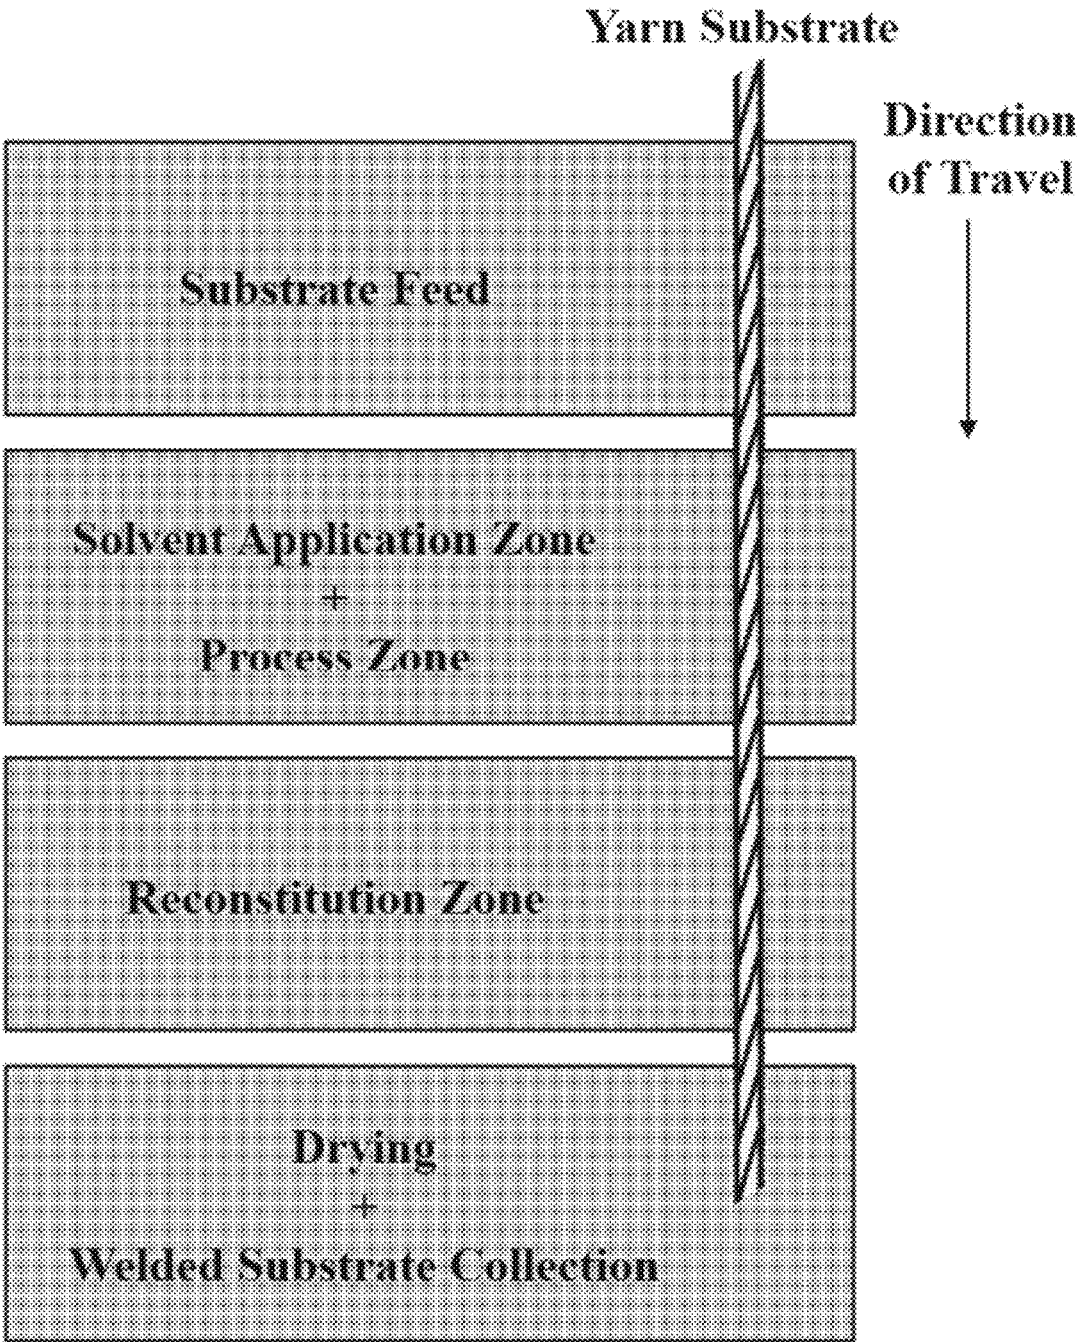 Yarn Substrate
Direction
of Travel
Substrate Feed
Solvent Application Zone
+
Process Zone
Reconstitution Zone
Drying
+
Welded Substrate Collection